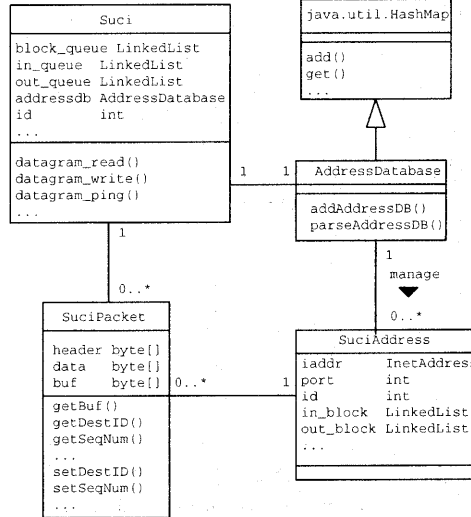 Suci
block_queue LinkedList
in_queue LinkedList
out_queue LinkedList
addressdb AddressDatabase
id int
...
datagram_read()
datagram_write()
datagram_ping()
...
java.util.HashMap
add()
get()
...
1 1
AddressDatabase
addAddressDB()
parseAddressDB()
1
0..*
1
manage
0..*
SuciPacket
header byte[]
data byte[]
buf byte[]
getBuf()
getDestID()
getSeqNum()
...
setDestID()
setSeqNum()
...
0..* 1
SuciAddress
iaddr InetAddress
port int
id int
in_block LinkedList
out_block LinkedList
...